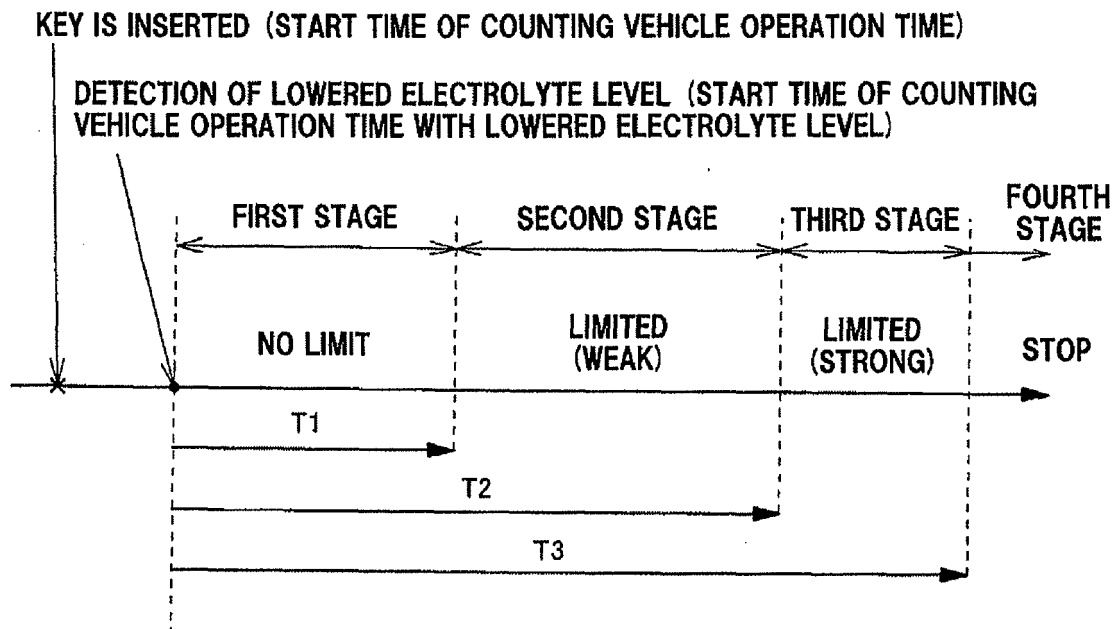 KEY IS INSERTED (START TIME OF COUNTING VEHICLE OPERATION TIME)
DETECTION OF LOWERED ELECTROLYTE LEVEL (START TIME OF COUNTING
VEHICLE OPERATION TIME WITH LOWERED ELECTROLYTE LEVEL)
FIRST STAGE
SECOND STAGE
THIRD STAGE
FOURTH
STAGE
NO LIMIT
LIMITED
(WEAK)
LIMITED
(STRONG)
STOP
T1
T2
T3